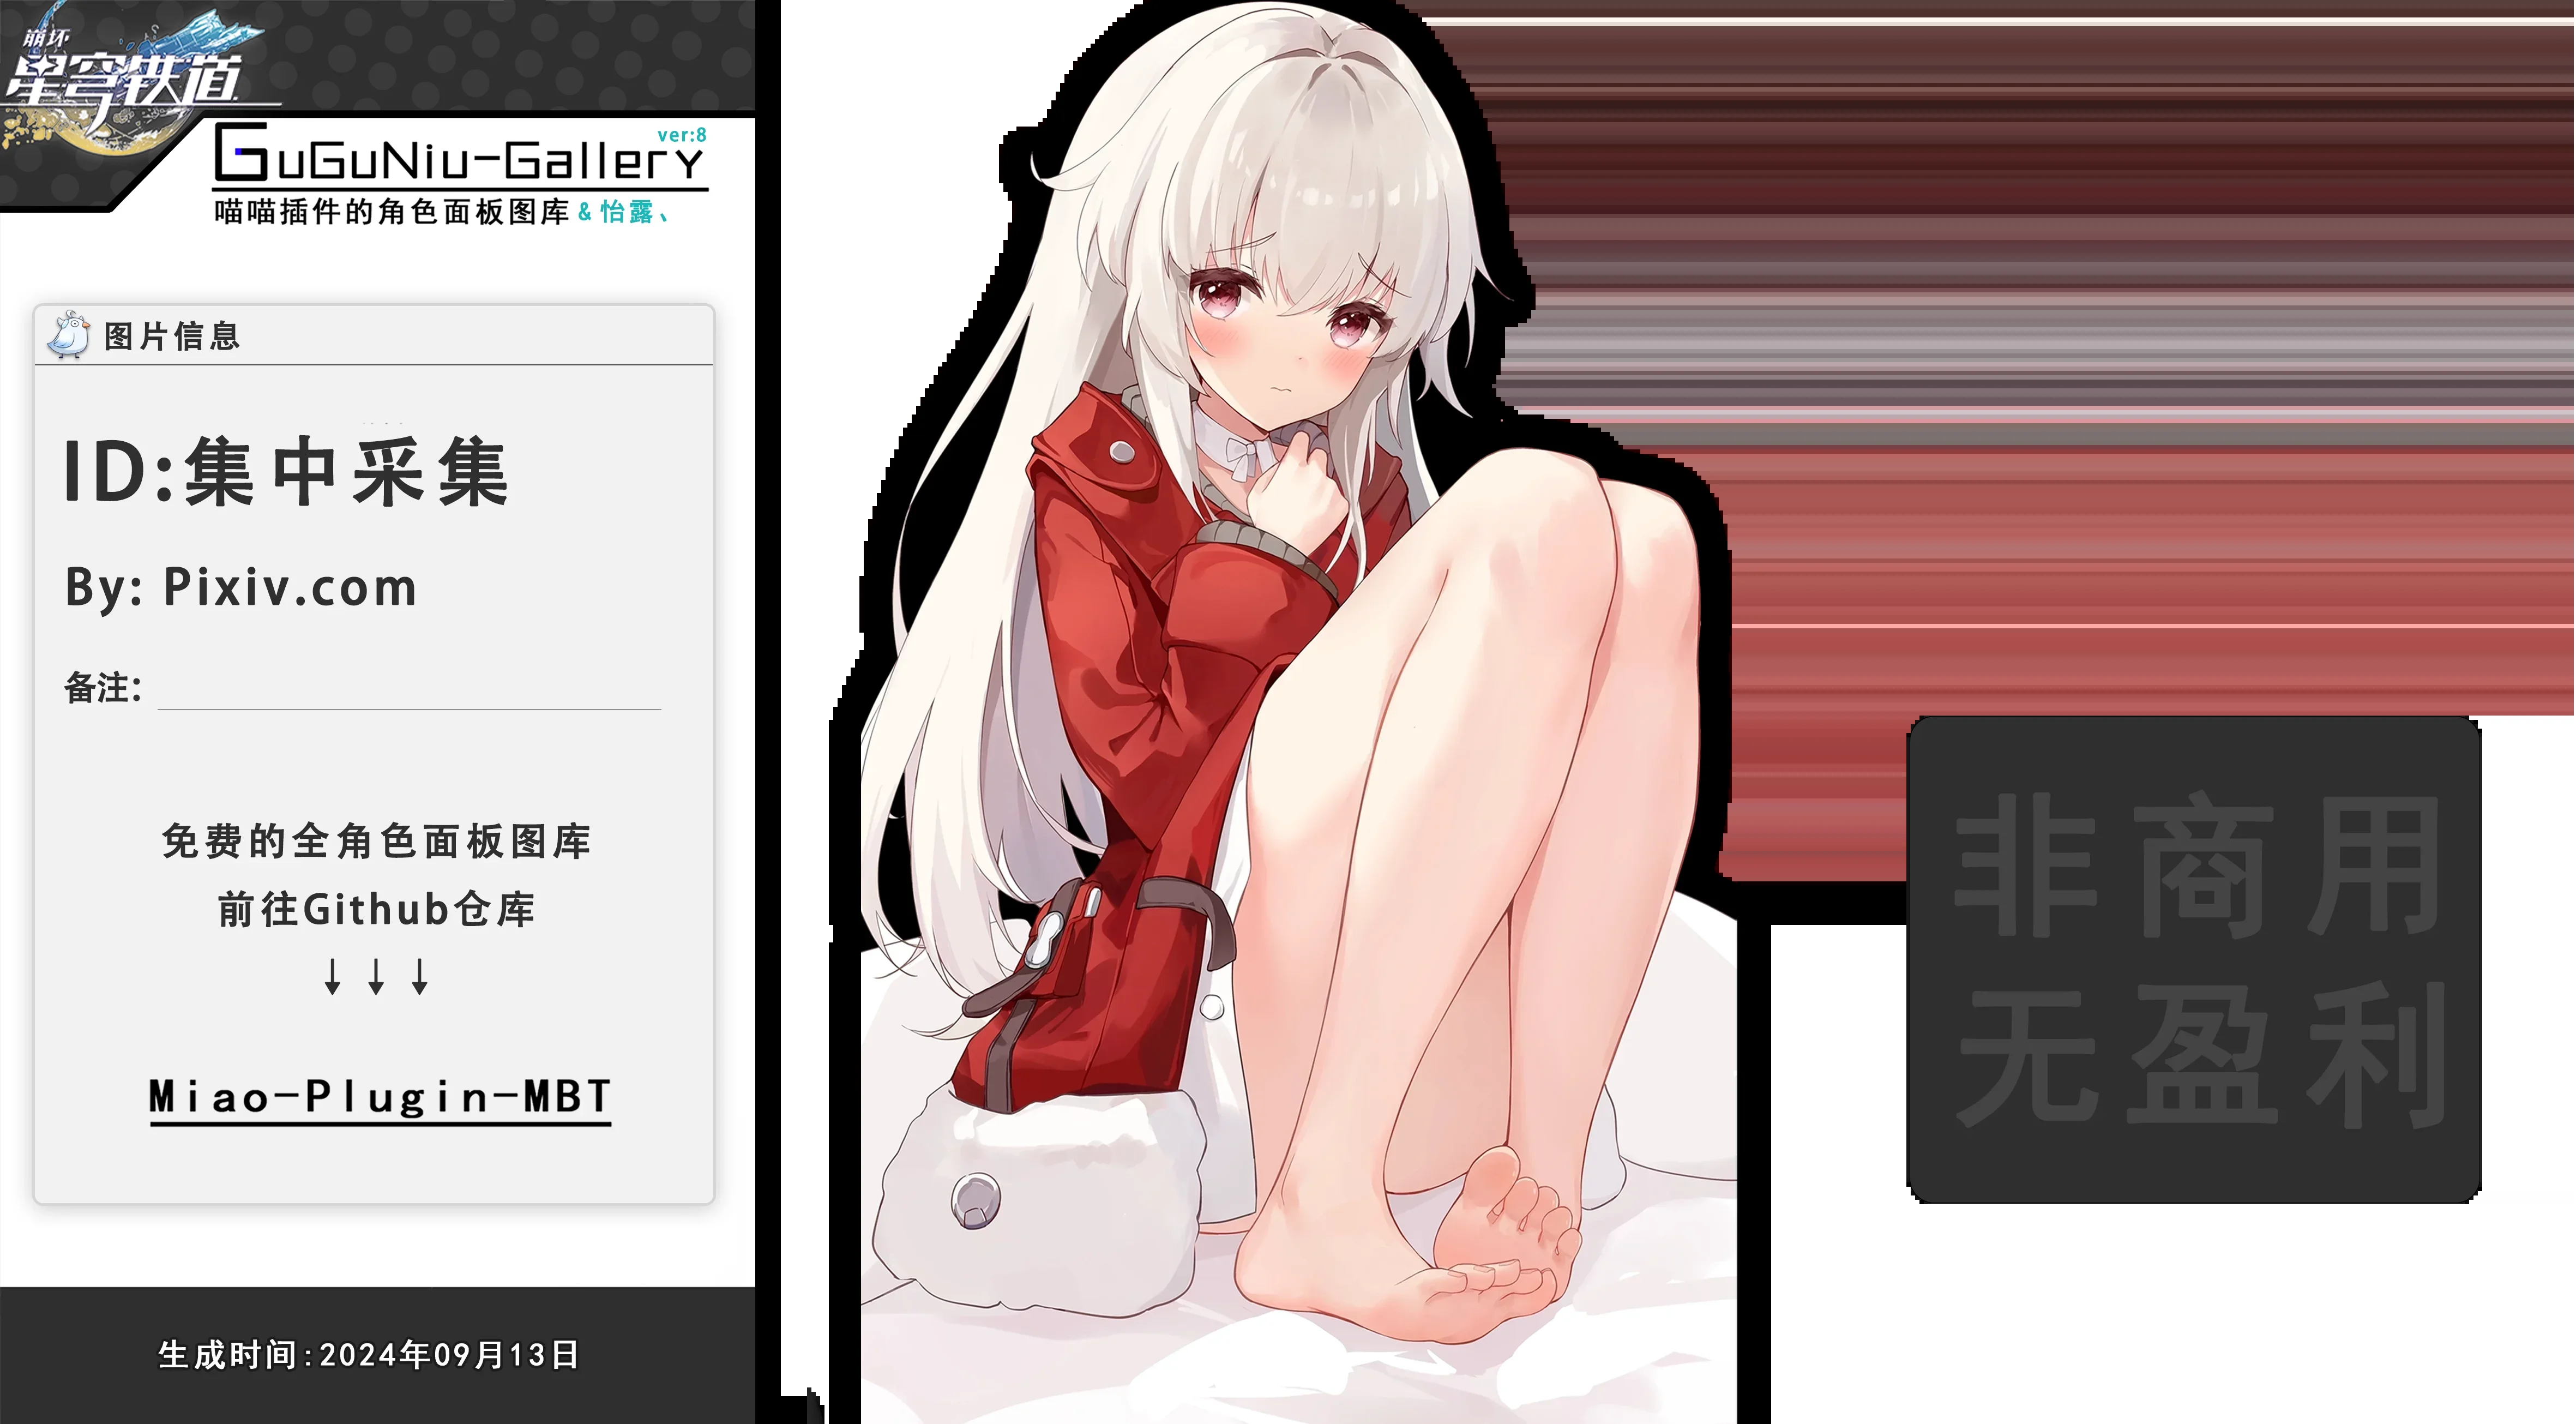 崩坏
星穹铁道
ver:8
GuGuNiu-Gallery
喵喵插件的角色面板图库 & 怡露、
图片信息
ID:集中采集
By: Pixiv.com
备注:
免费的全角色面板图库
前往Github仓库
↓ ↓ ↓
Miao-Plugin-MBT
生成时间:2024年09月13日
非商用
无盈利